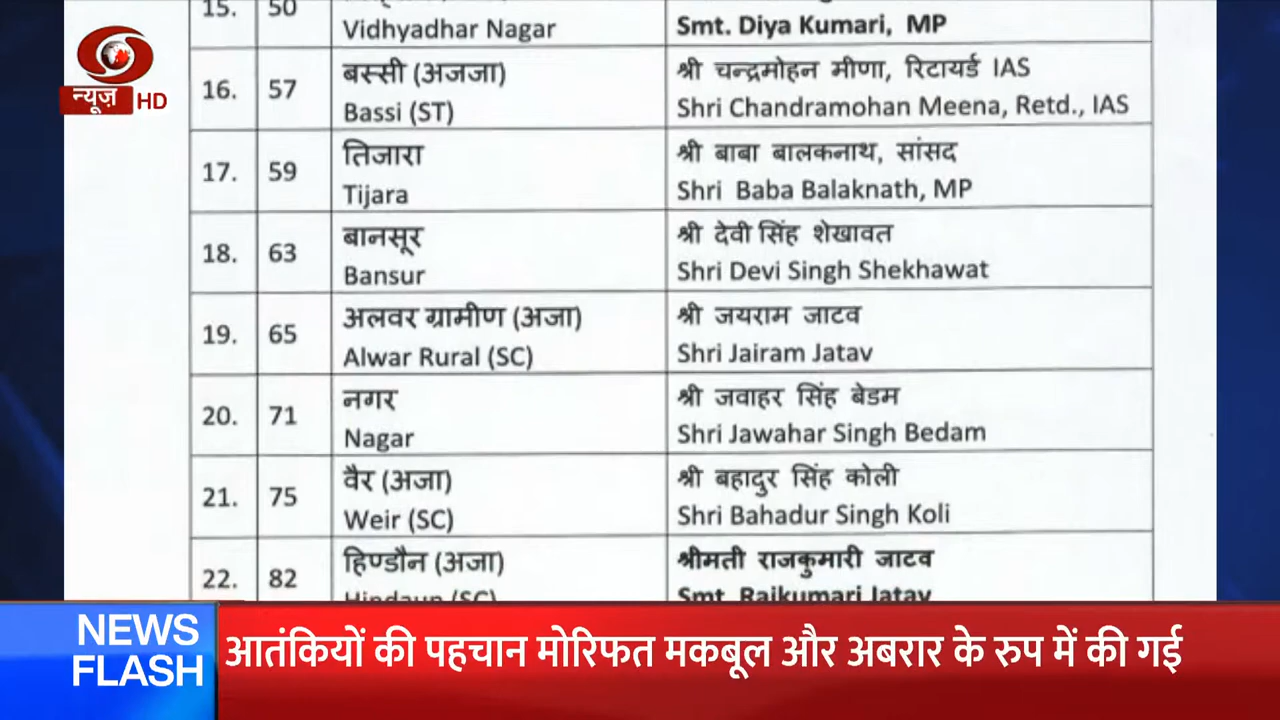 15. 50
Vidhyadhar Nagar
Smt. Diya Kumari, MP
16. 57
बस्सी (अजजा)
Bassi (ST)
श्री चन्द्रमोहन मीणा, रिटायर्ड IAS
Shri Chandramohan Meena, Retd., IAS
17. 59
तिजारा
Tijara
श्री बाबा बालकनाथ, सांसद
Shri Baba Balaknath, MP
18. 63
बानसूर
Bansur
श्री देवी सिंह शेखावत
Shri Devi Singh Shekhawat
19. 65
अलवर ग्रामीण (अजा)
Alwar Rural (SC)
श्री जयराम जाटव
Shri Jairam Jatav
20. 71
नगर
Nagar
श्री जवाहर सिंह बेडम
Shri Jawahar Singh Bedam
21. 75
वैर (अजा)
Weir (SC)
श्री बहादुर सिंह कोली
Shri Bahadur Singh Koli
22. 82
हिण्डौन (अजा)
Hindaun (SC)
श्रीमती राजकुमारी जाटव
Smt. Rajkumari Jatav
न्यूज़ HD
NEWS
FLASH
आतंकियों की पहचान मोरिफत मकबूल और अबरार के रुप में की गई